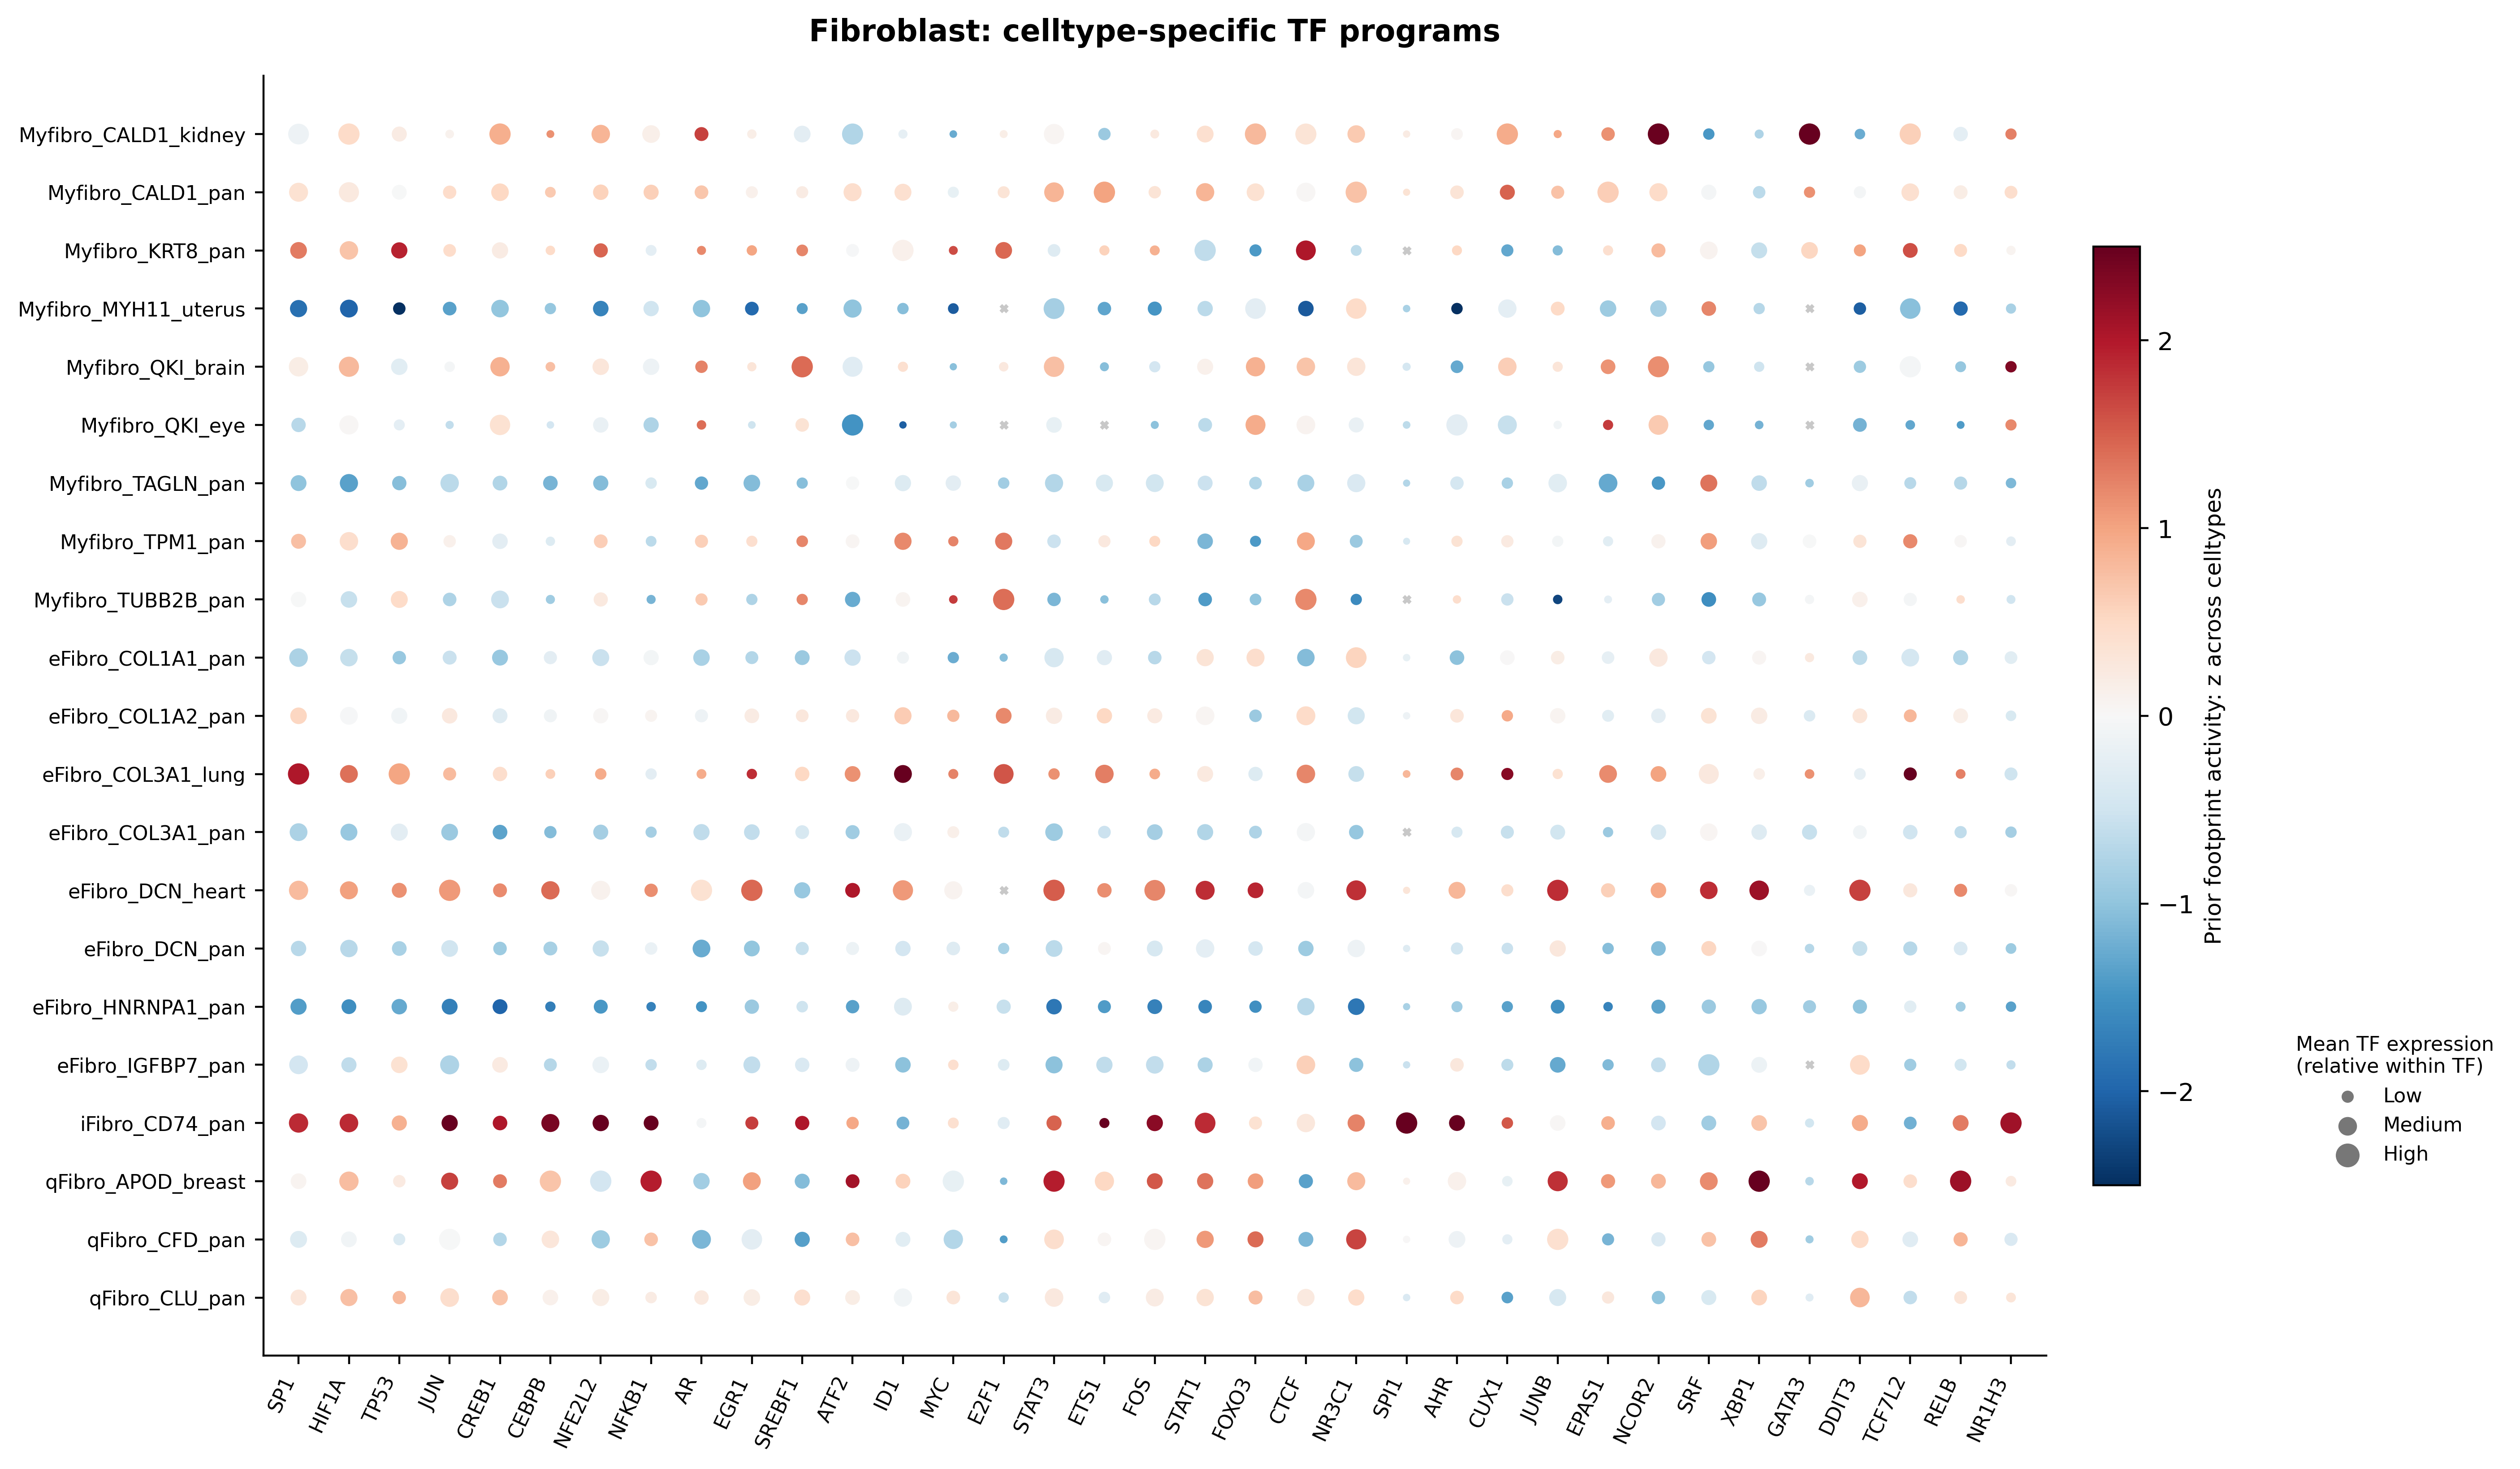 Fibroblast: celltype-specific TF programs
Myfibro_CALD1_kidney
Myfibro_CALD1_pan
Myfibro_KRT8_pan
Myfibro_MYH11_uterus
Myfibro_QKI_brain
Myfibro_QKI_eye
Myfibro_TAGLN_pan
Myfibro_TPM1_pan
Myfibro_TUBB2B_pan
eFibro_COL1A1_pan
eFibro_COL1A2_pan
eFibro_COL3A1_lung
eFibro_COL3A1_pan
eFibro_DCN_heart
eFibro_DCN_pan
eFibro_HNRNPA1_pan
eFibro_IGFBP7_pan
iFibro_CD74_pan
qFibro_APOD_breast
qFibro_CFD_pan
qFibro_CLU_pan
SP1
HIF1A
TP53
JUN
CREB1
CEBPB
NFE2L2
NFKB1
AR
EGR1
SREBF1
ATF2
ID1
MYC
E2F1
STAT3
ETS1
FOS
STAT1
FOXO3
CTCF
NR3C1
SPI1
AHR
CUX1
JUNB
EPAS1
NCOR2
SRF
XBP1
GATA3
DDIT3
TCF7L2
RELB
NR1H3
2
1
0
−1
−2
Prior footprint activity: z across celltypes
Mean TF expression
(relative within TF)
Low
Medium
High